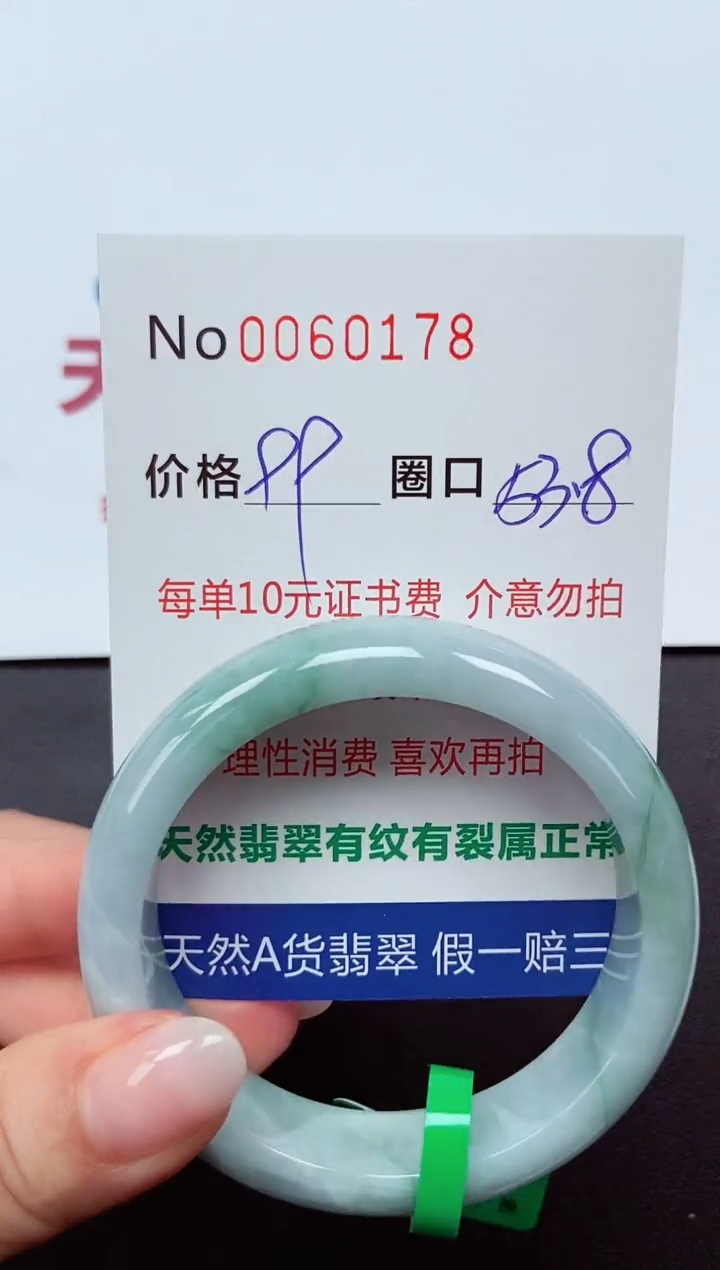 No 0060178
价格 99 圈口 53.8
每单10元证书费 介意勿拍
理性消费 喜欢再拍
天然翡翠有纹有裂属正常
天然A货翡翠 假一赔三